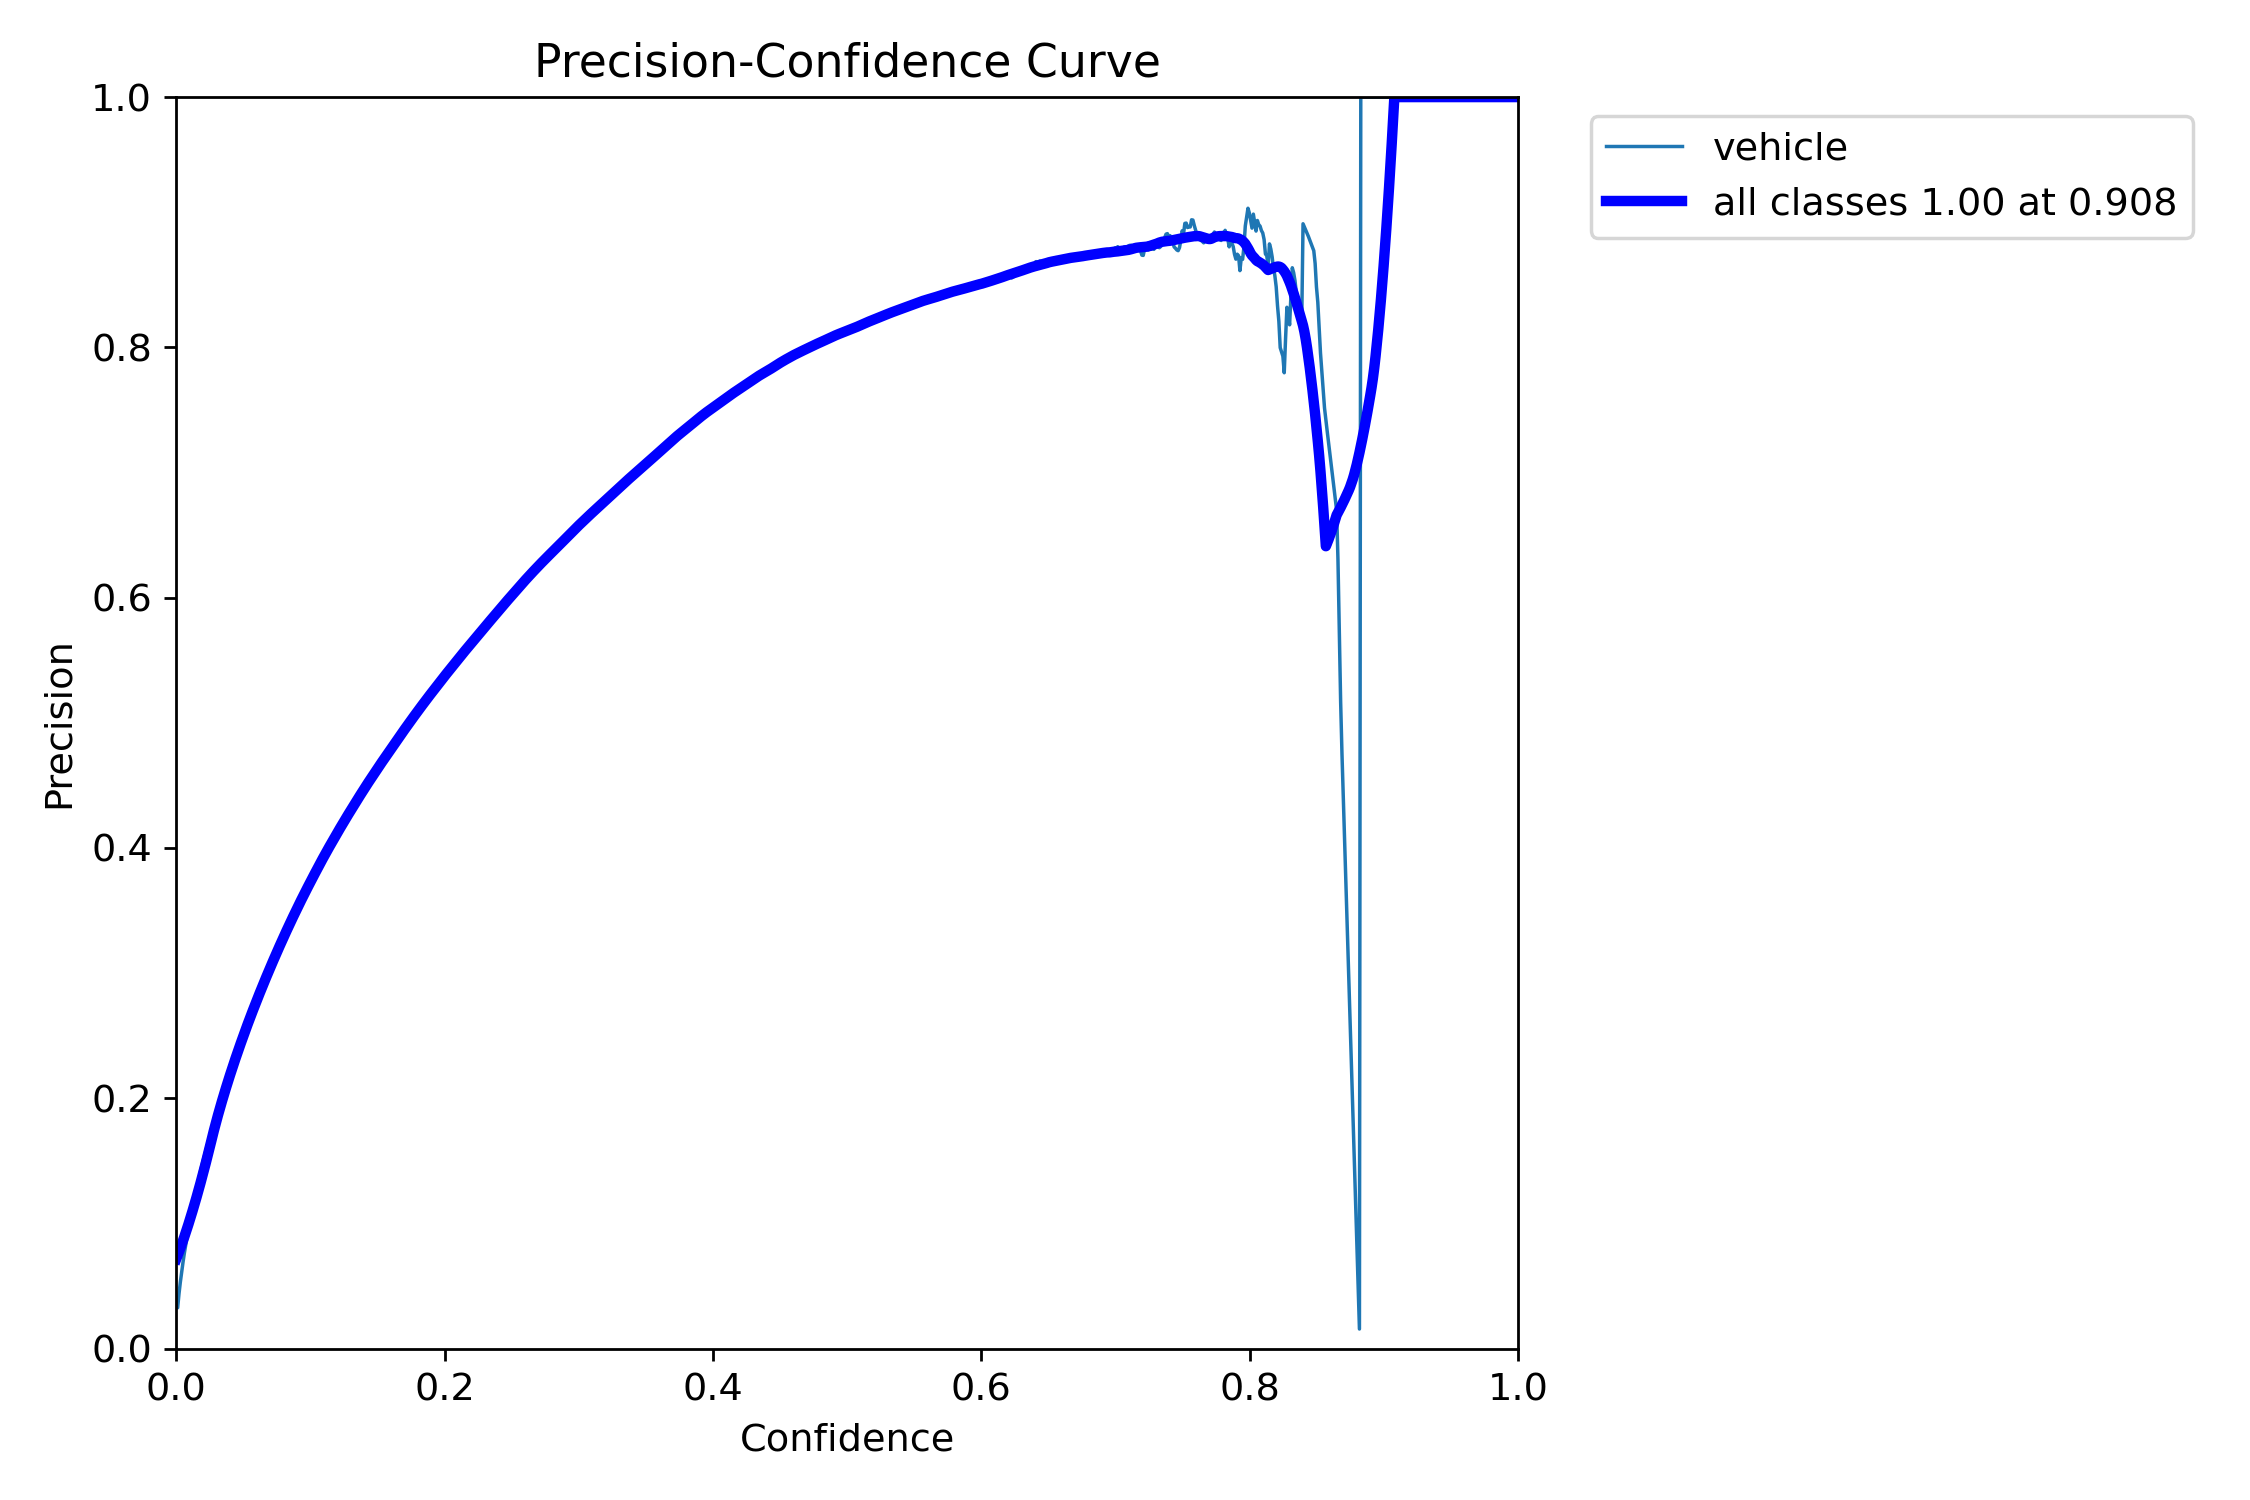 Precision-Confidence Curve
vehicle
all classes 1.00 at 0.908
Precision
1.0
0.8
0.6
0.4
0.2
0.0
0.0 0.2 0.4 0.6 0.8 1.0
Confidence